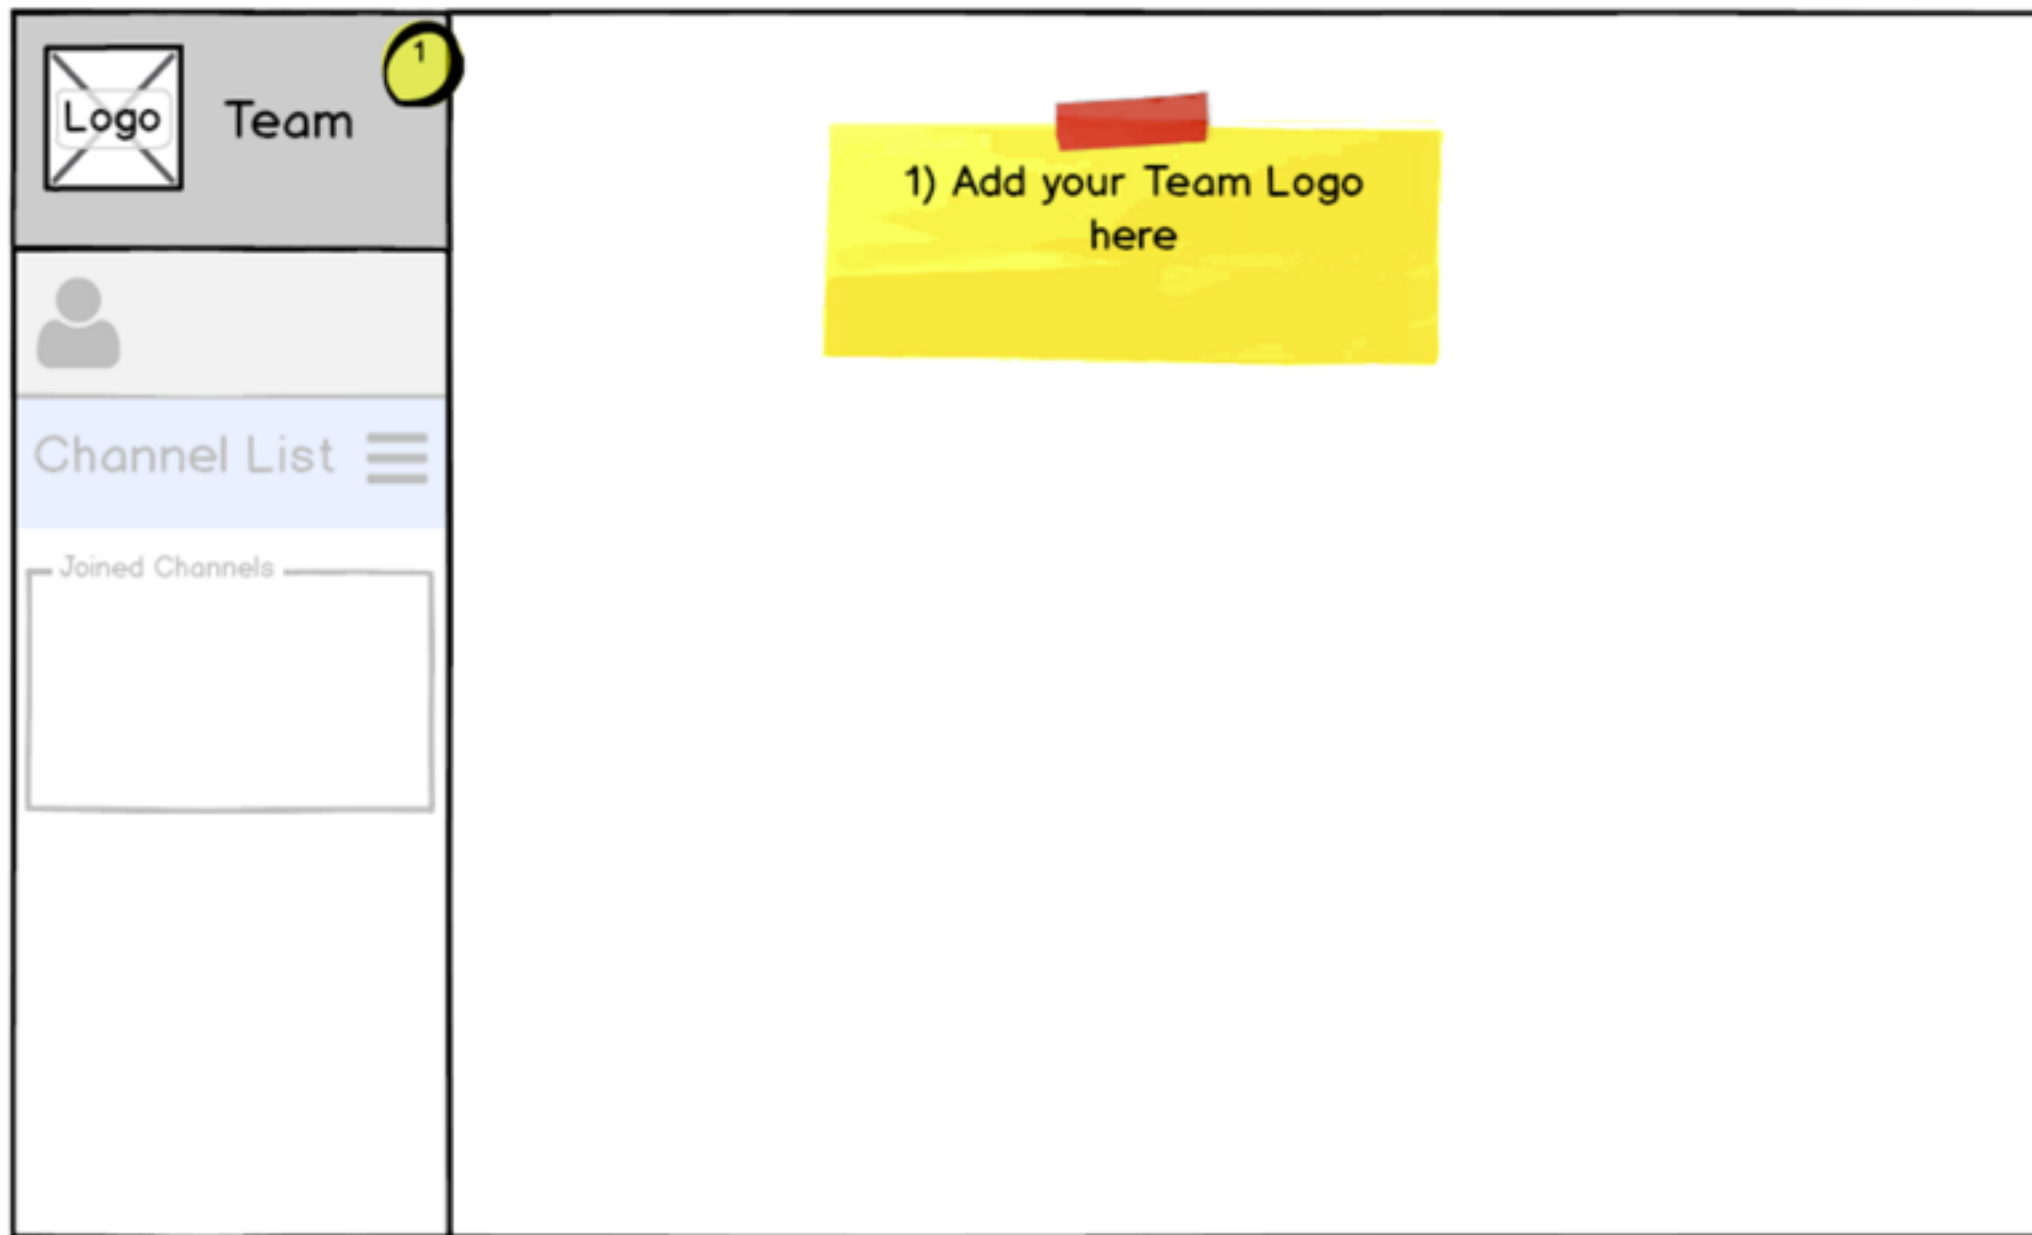 Logo
Team
1
1) Add your Team Logo
here
Channel List
Joined Channels